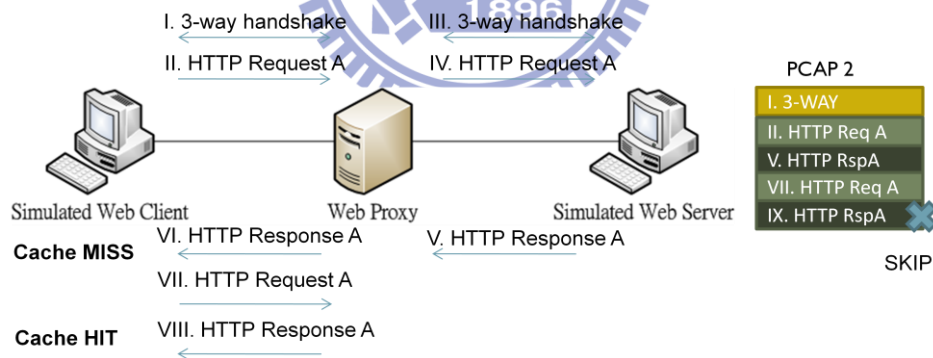 1896
I. 3-way handshake
III. 3-way handshake
II. HTTP Request A
IV. HTTP Request A
PCAP 2
I. 3-WAY
II. HTTP Req A
V. HTTP RspA
VII. HTTP Req A
IX. HTTP RspA
SKIP
Simulated Web Client
Web Proxy
Simulated Web Server
Cache MISS
VI. HTTP Response A
V. HTTP Response A
VII. HTTP Request A
Cache HIT
VIII. HTTP Response A